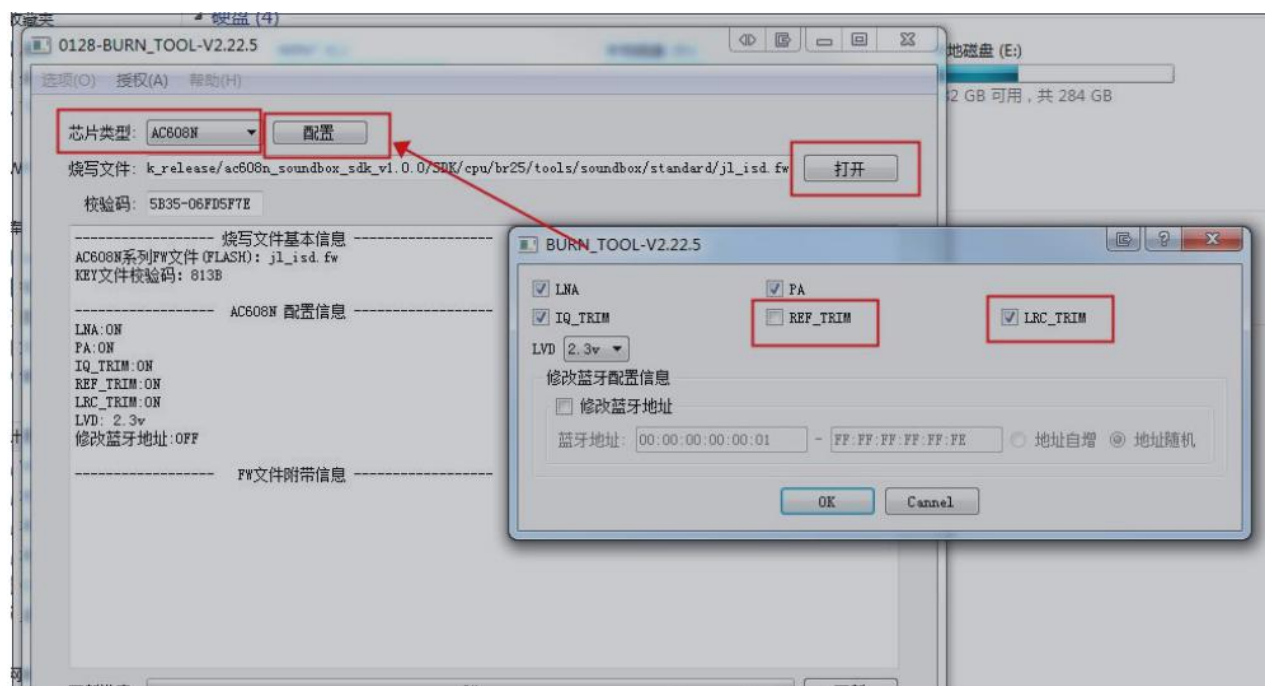 收藏夹
硬盘 (4)
0128-BURN_TOOL-V2.22.5
地磁盘 (E:)
选项(O) 授权(A) 帮助(H)
32 GB 可用，共 284 GB
芯片类型: AC608N 配置
烧写文件: k_release/ac608n_soundbox_sdk_v1.0.0/SDK/cpu/br25/tools/soundbox/standard/jl_isd.fw 打开
校验码: 5B35-06FD5F7E
------------------ 烧写文件基本信息 ------------------
AC608N系列FW文件(FLASH): jl_isd.fw
KEY文件校验码: 813B
------------------ AC608N 配置信息 ------------------
LNA:ON
PA:ON
IQ_TRIM:ON
REF_TRIM:ON
LRC_TRIM:ON
LVD: 2.3v
修改蓝牙地址:OFF
------------------ FW文件附带信息 ------------------
BURN_TOOL-V2.22.5
LNA PA
IQ_TRIM REF_TRIM LRC_TRIM
LVD 2.3v
修改蓝牙配置信息
修改蓝牙地址
蓝牙地址: 00:00:00:00:00:01 - FF:FF:FF:FF:FF:FE 地址自增 地址随机
OK Cannel